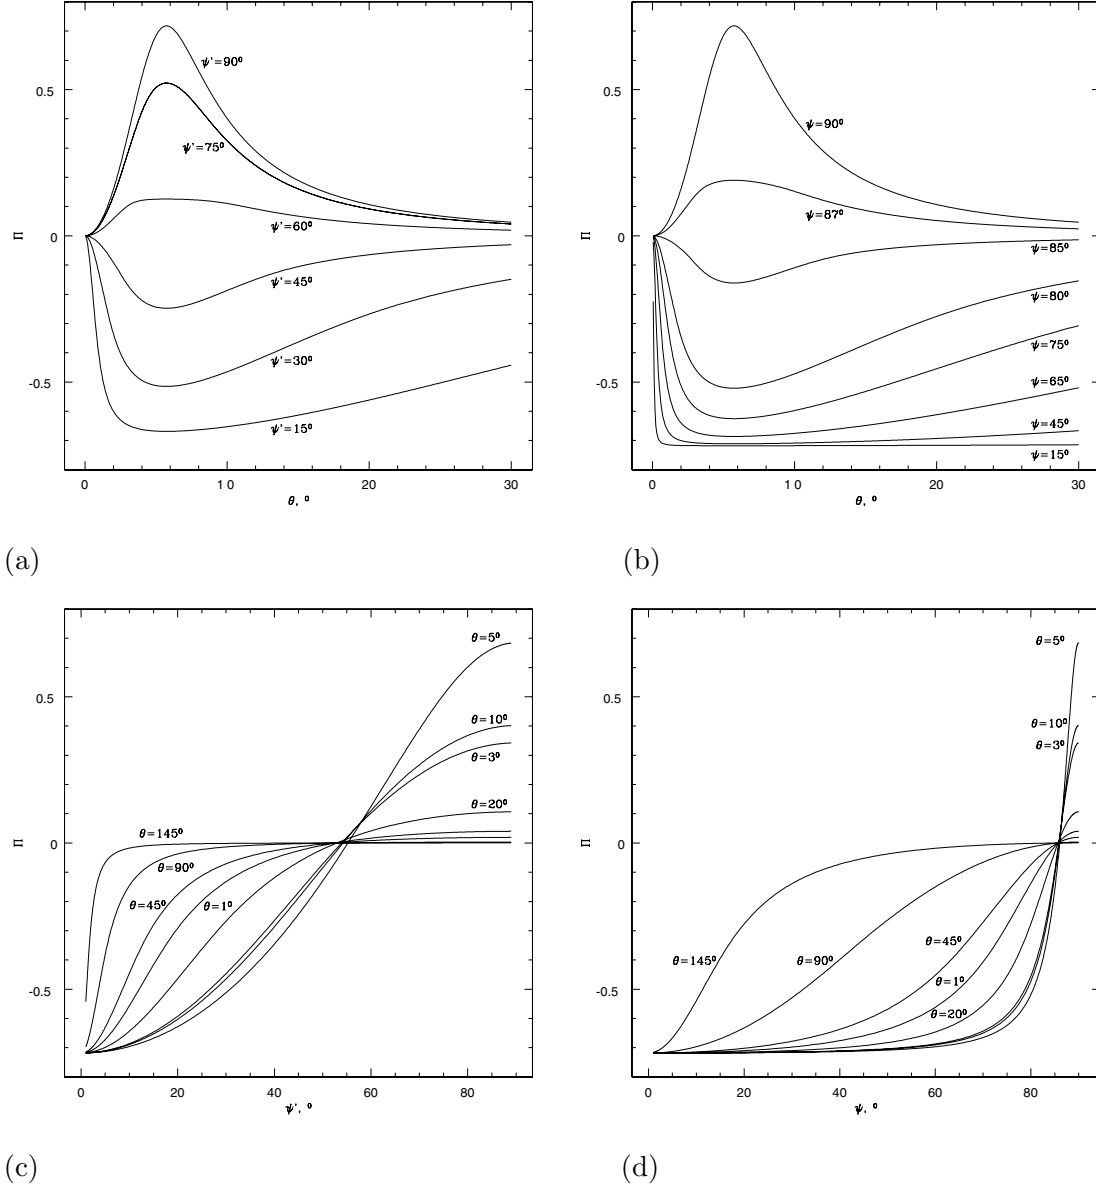 0.5
0
-0.5
Π
0 10 20 30
θ, °
ψ'=90°
ψ'=75°
ψ'=60°
ψ'=45°
ψ'=30°
ψ'=15°
(a)
0.5
0
-0.5
Π
0 10 20 30
θ, °
ψ=90°
ψ=87°
ψ=85°
ψ=80°
ψ=75°
ψ=65°
ψ=45°
ψ=15°
(b)
0.5
0
-0.5
Π
0 20 40 60 80
ψ', °
θ=5°
θ=10°
θ=3°
θ=20°
θ=145°
θ=90°
θ=45°
θ=1°
(c)
0.5
0
-0.5
Π
0 20 40 60 80
ψ, °
θ=5°
θ=10°
θ=3°
θ=45°
θ=145°
θ=90°
θ=1°
θ=20°
(d)